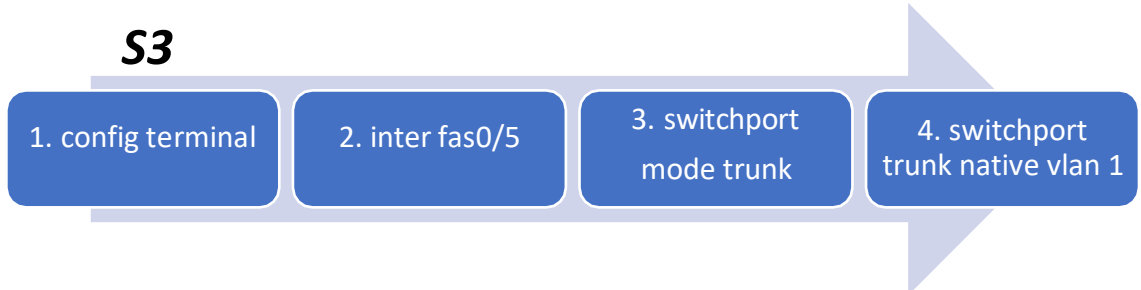 S3
1. config terminal
2. inter fas0/5
3. switchport
mode trunk
4. switchport
trunk native vlan 1